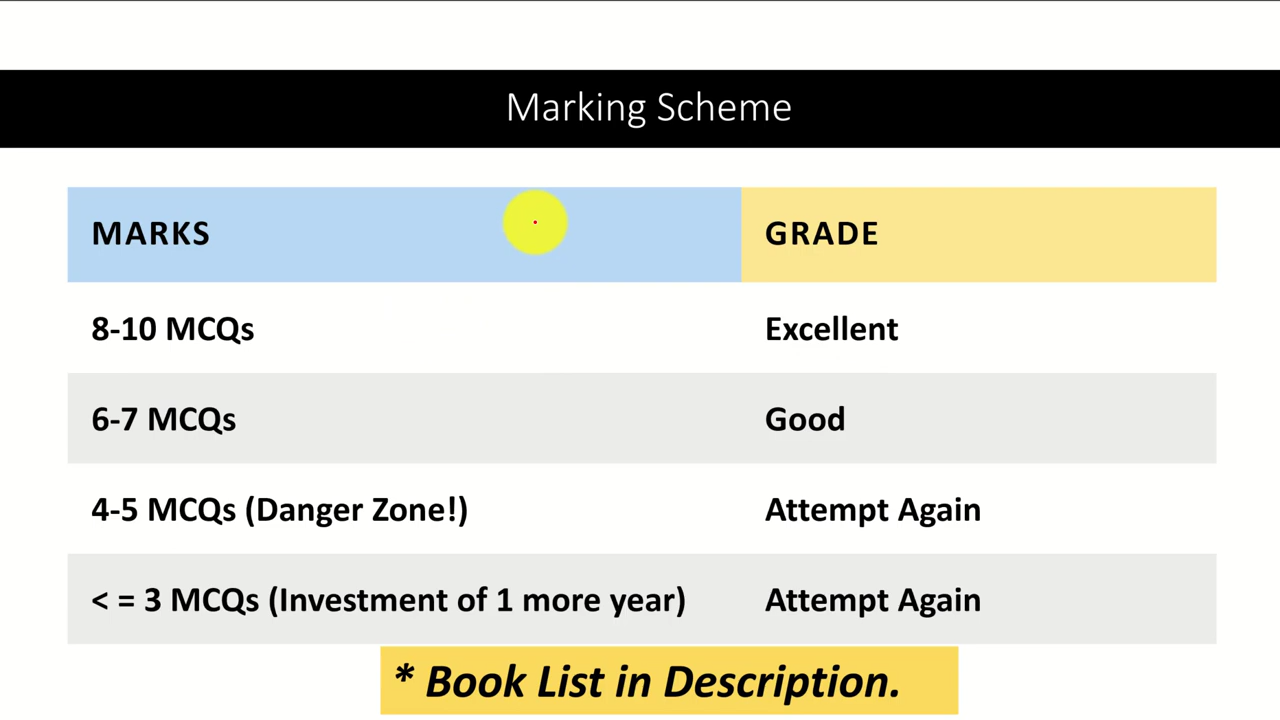 Marking Scheme
MARKS GRADE
8-10 MCQs Excellent
6-7 MCQs Good
4-5 MCQs (Danger Zone!) Attempt Again
< = 3 MCQs (Investment of 1 more year) Attempt Again
* Book List in Description.